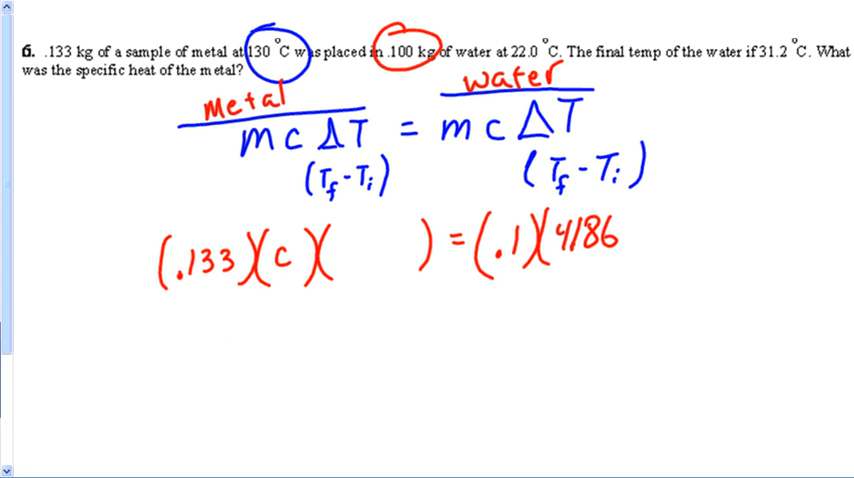 6. .133 kg of a sample of metal at 130 °C was placed in .100 kg of water at 22.0 °C. The final temp of the water if 31.2 °C. What
was the specific heat of the metal?
metal water
m c ΔT = m c ΔT
(Tf - Ti) (Tf - Ti)
(.133)(c)( ) = (.1)(4186